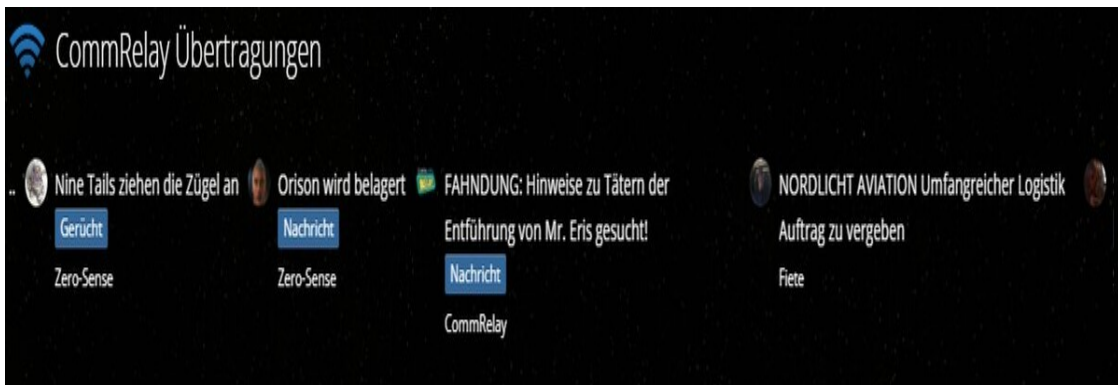 CommRelay Übertragungen
.. Nine Tails ziehen die Zügel an
Gerücht
Zero-Sense
Orison wird belagert
Nachricht
Zero-Sense
FAHNDUNG: Hinweise zu Tätern der
Entführung von Mr. Eris gesucht!
Nachricht
CommRelay
NORDLICHT AVIATION Umfangreicher Logistik
Auftrag zu vergeben
Fiete